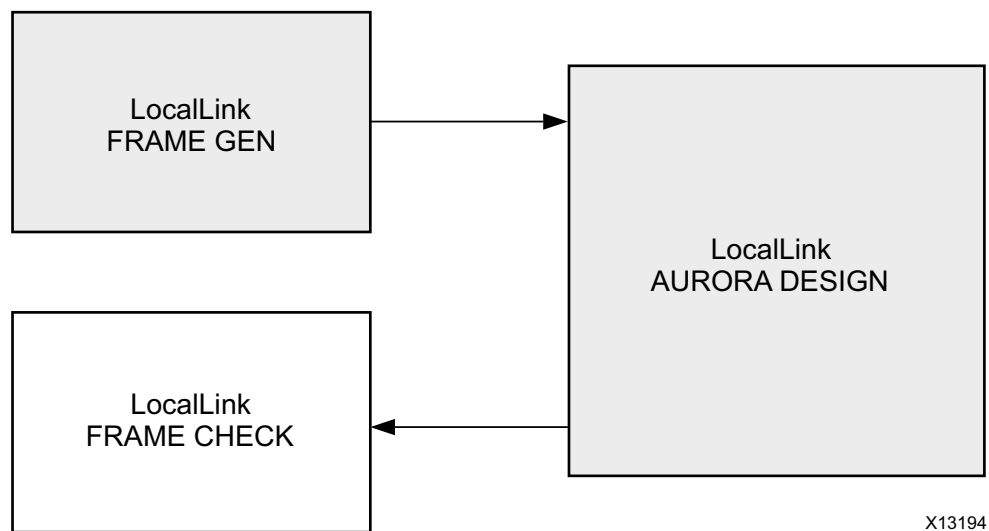 LocalLink
FRAME GEN
LocalLink
AURORA DESIGN
LocalLink
FRAME CHECK
X13194